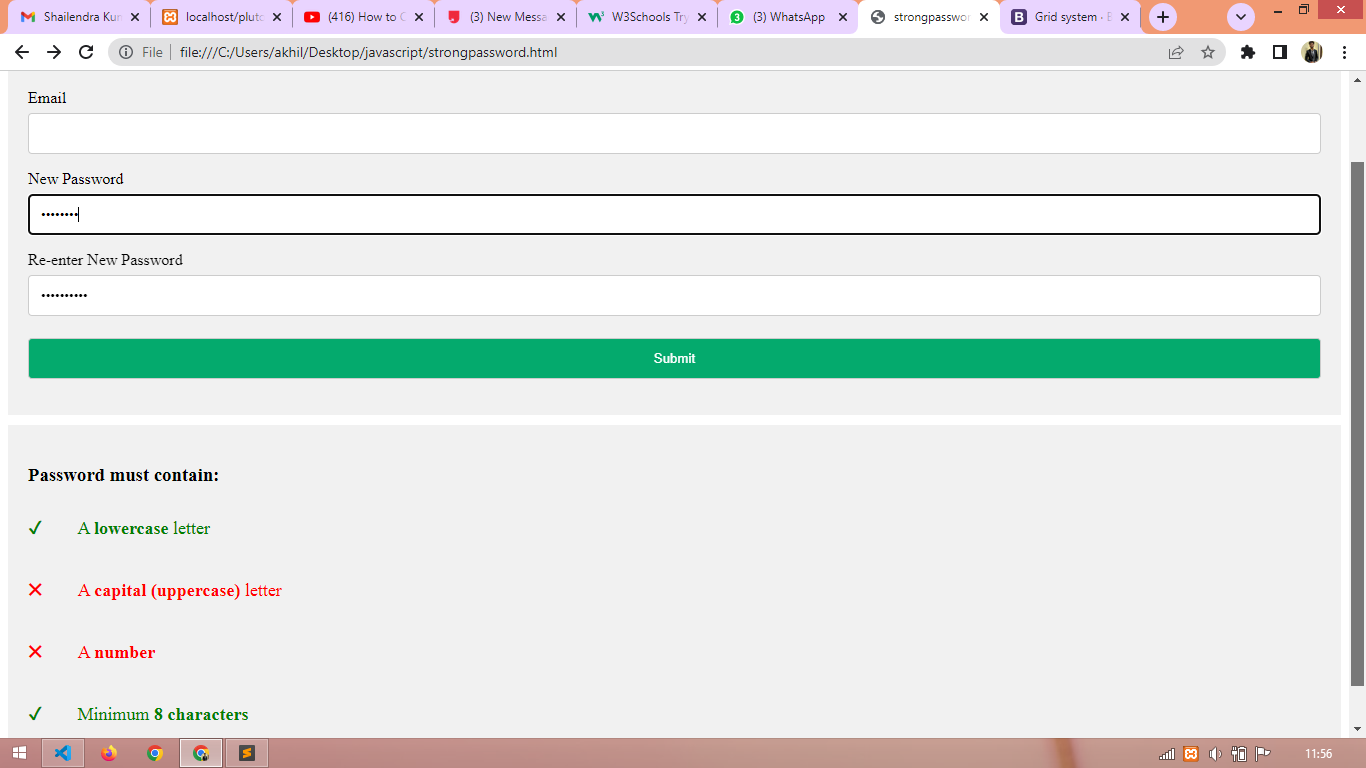 Shailendra Kun
localhost/pluto
(416) How to C
(3) New Messa
W3Schools Try
3
(3) WhatsApp
strongpasswor
B
Grid system · B
File
file:///C:/Users/akhil/Desktop/javascript/strongpassword.html
Email
New Password
••••••••
Re-enter New Password
••••••••••
Submit
Password must contain:
✓ A lowercase letter
✕ A capital (uppercase) letter
✕ A number
✓ Minimum 8 characters
11:56